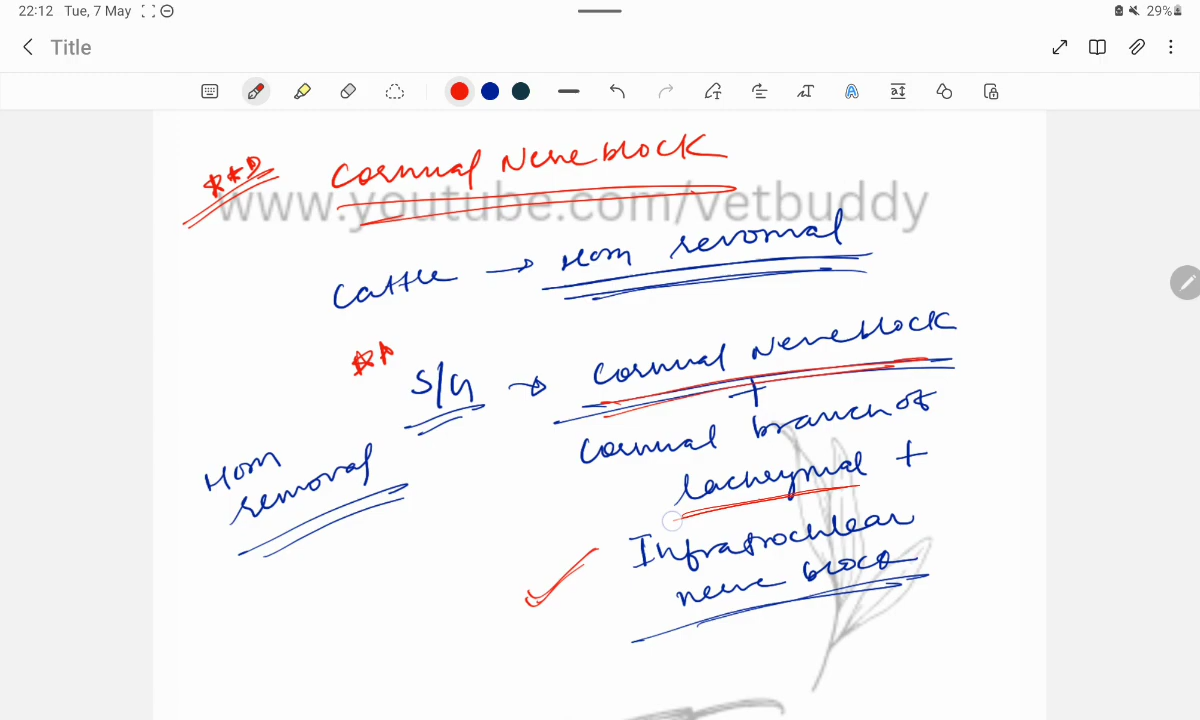 22:12 Tue, 7 May 29%
Title
Cornual Nerve block
www.youtube.com/vetbuddy
Cattle → Horn revomal
S/G → Cornual Nerve block
+
Cornual branch of
lachrymal +
Infratrochlear
nerve block
Horn
removal